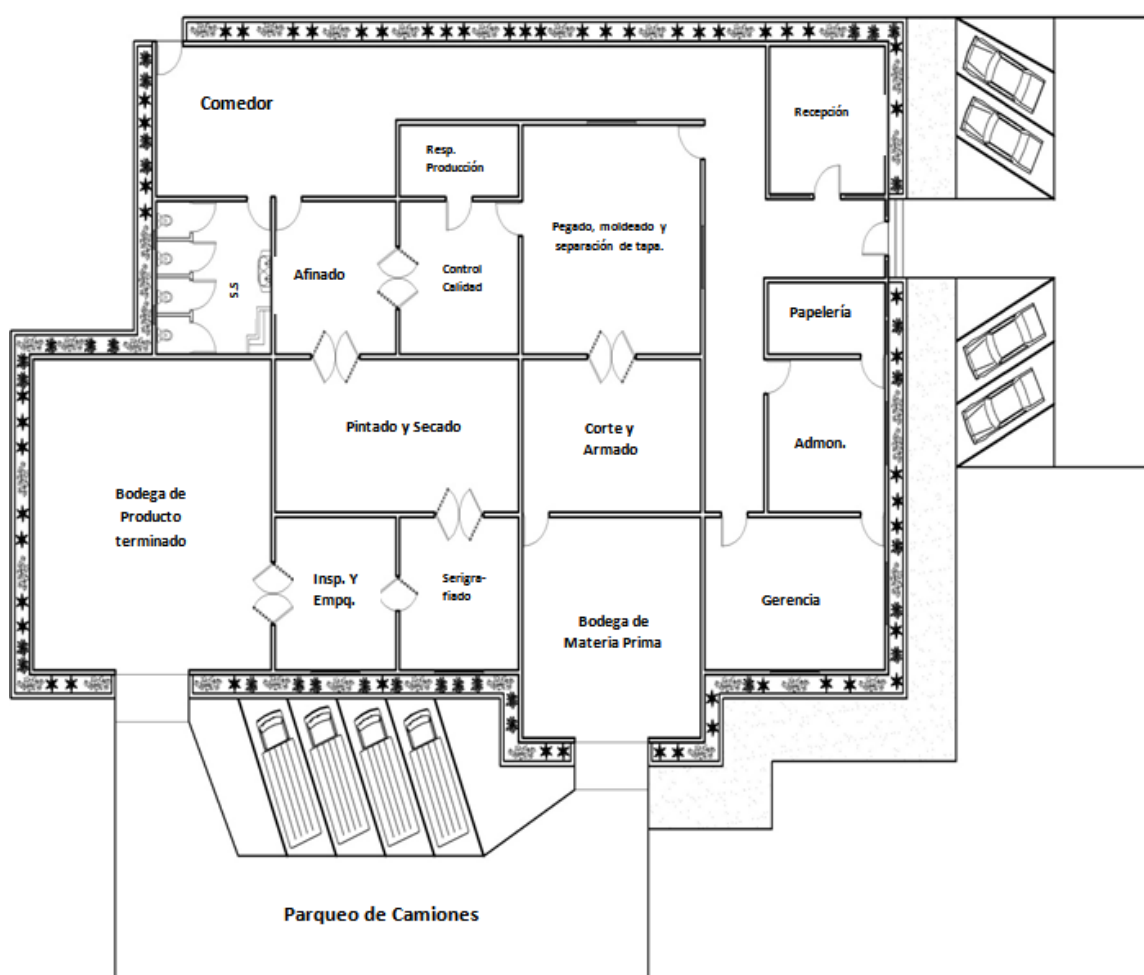 Comedor
Recepción
Resp.
Producción
Pegado, moldeado y
separación de tapa.
Afinado
Control
Calidad
S.S
Papelería
Pintado y Secado
Corte y
Armado
Admon.
Bodega de
Producto
terminado
Insp. Y
Empq.
Serigra-
fiado
Gerencia
Bodega de
Materia Prima
Parqueo de Camiones